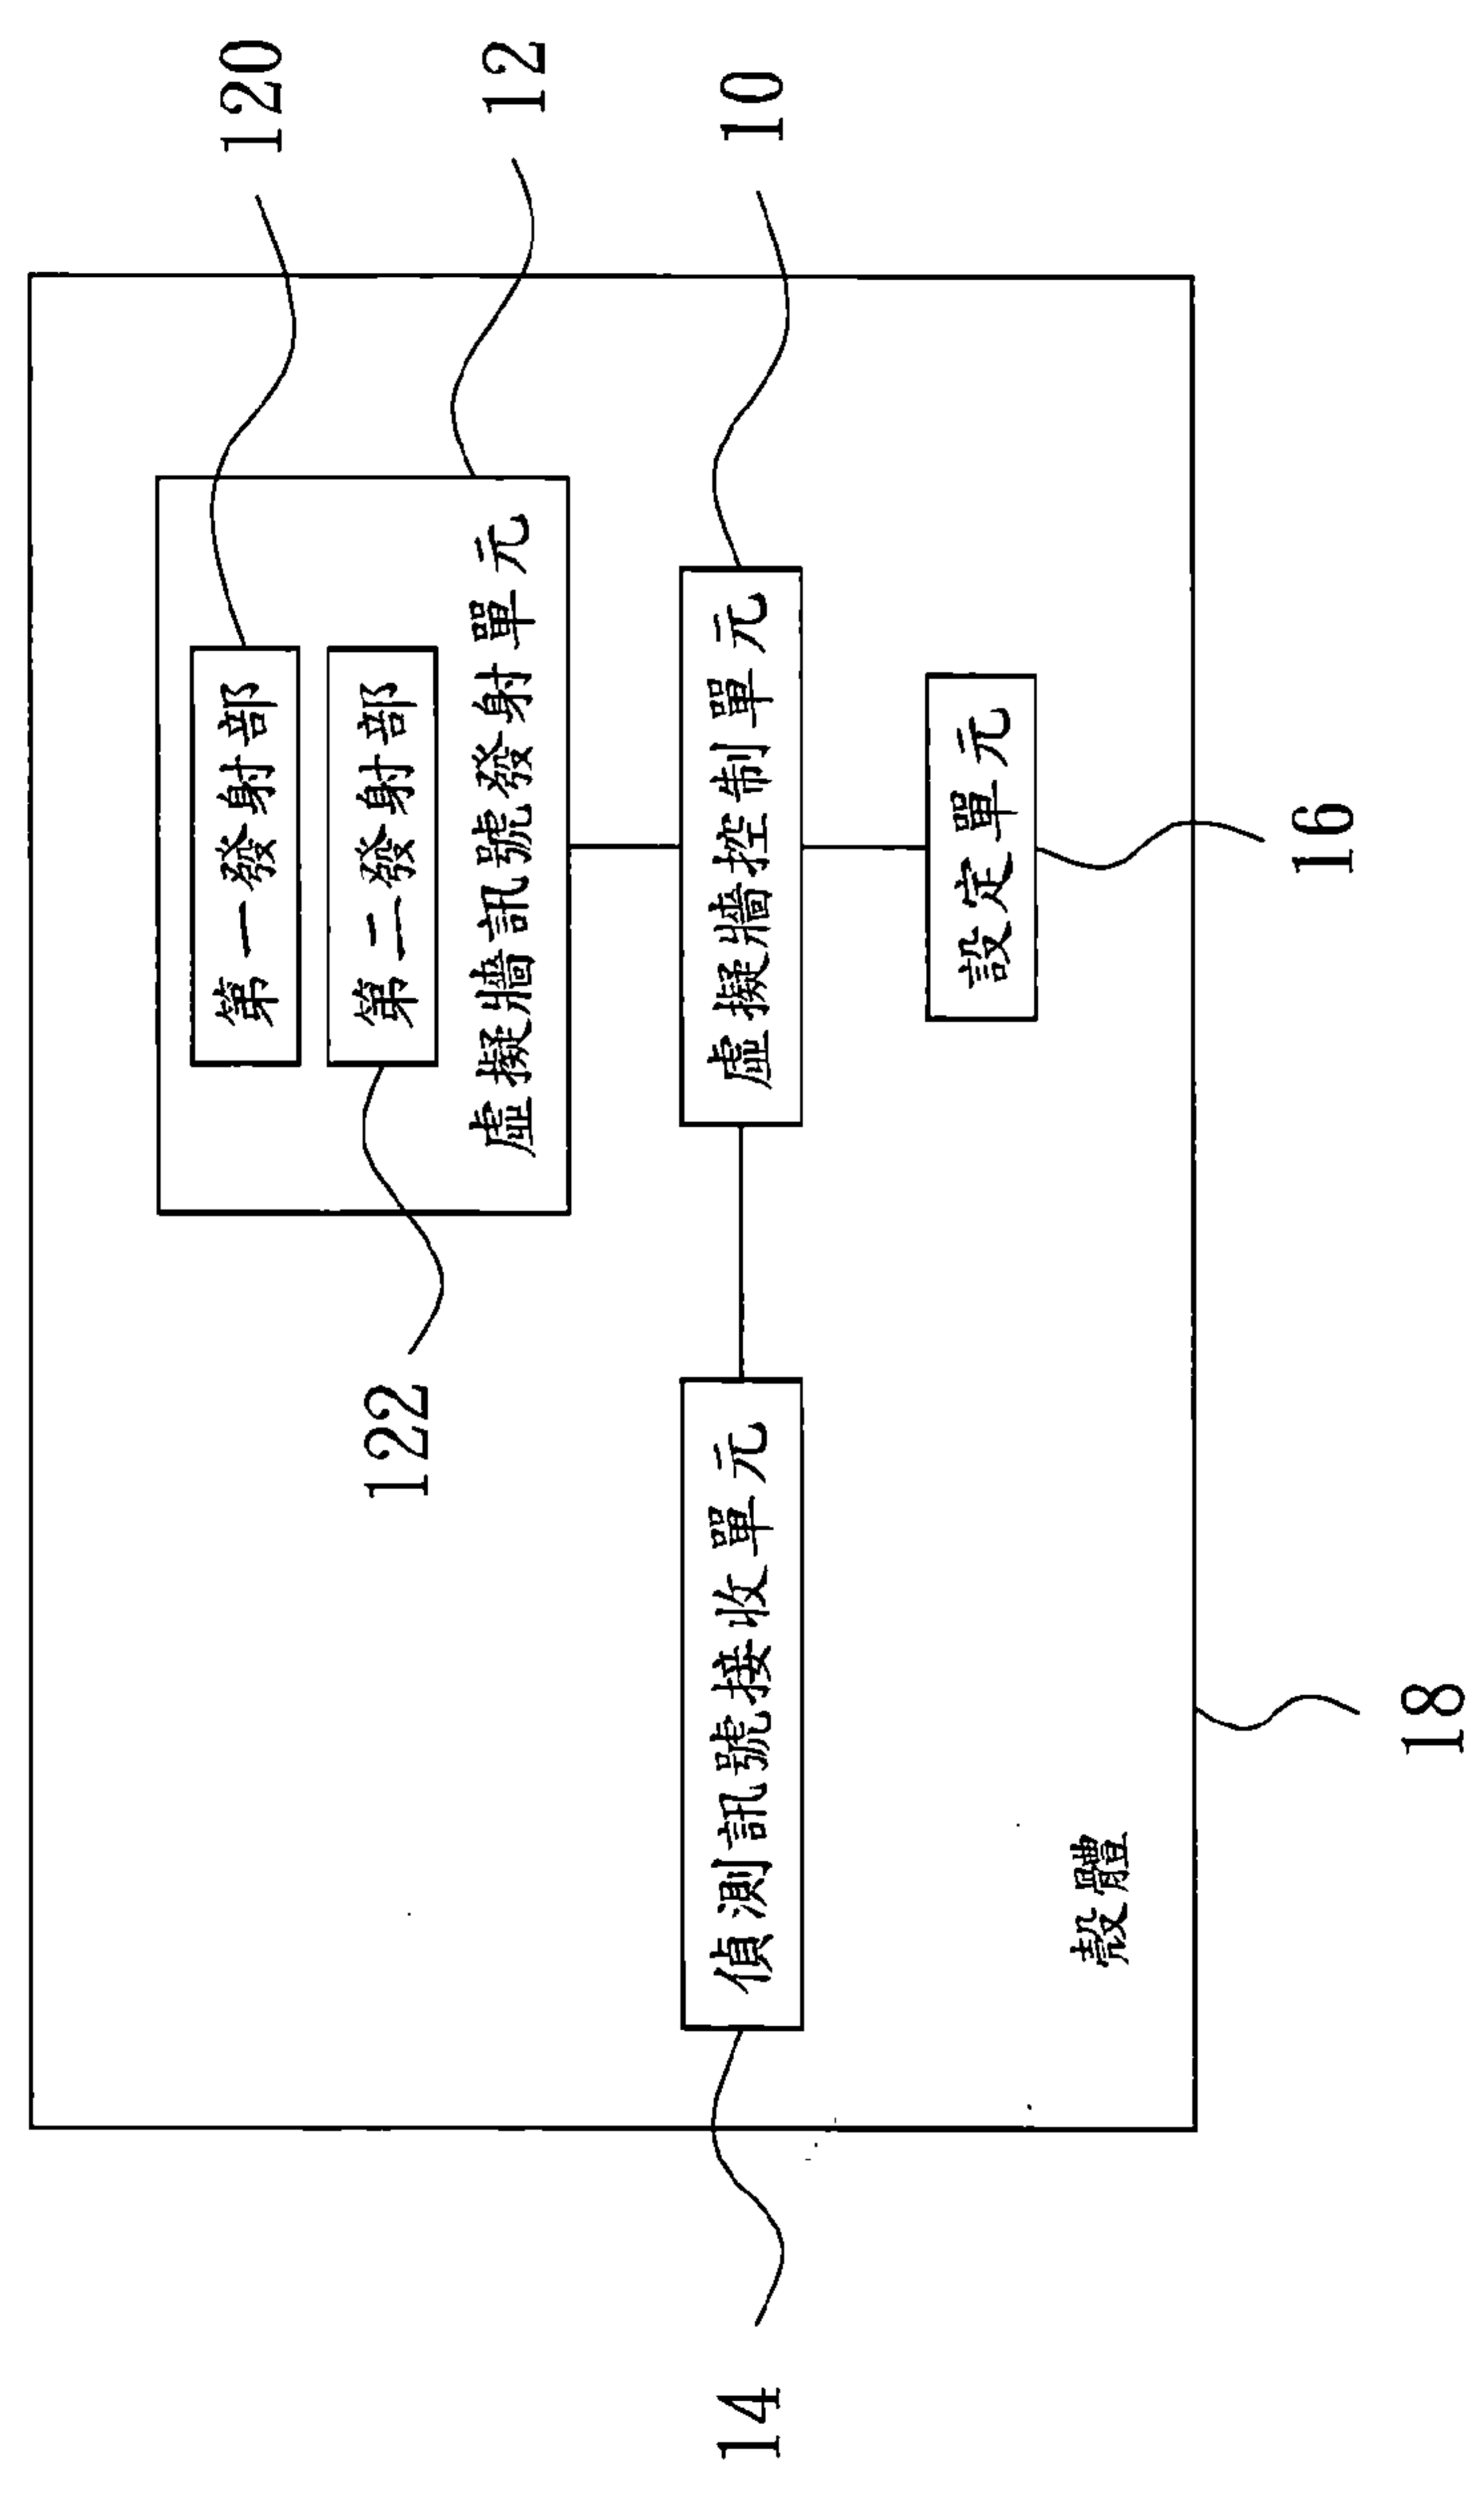 120
第一發射部
122
第二發射部
12
虛擬牆訊號發射單元
10
虛擬牆控制單元
14
偵測訊號接收單元
16
設定單元
殼體
18